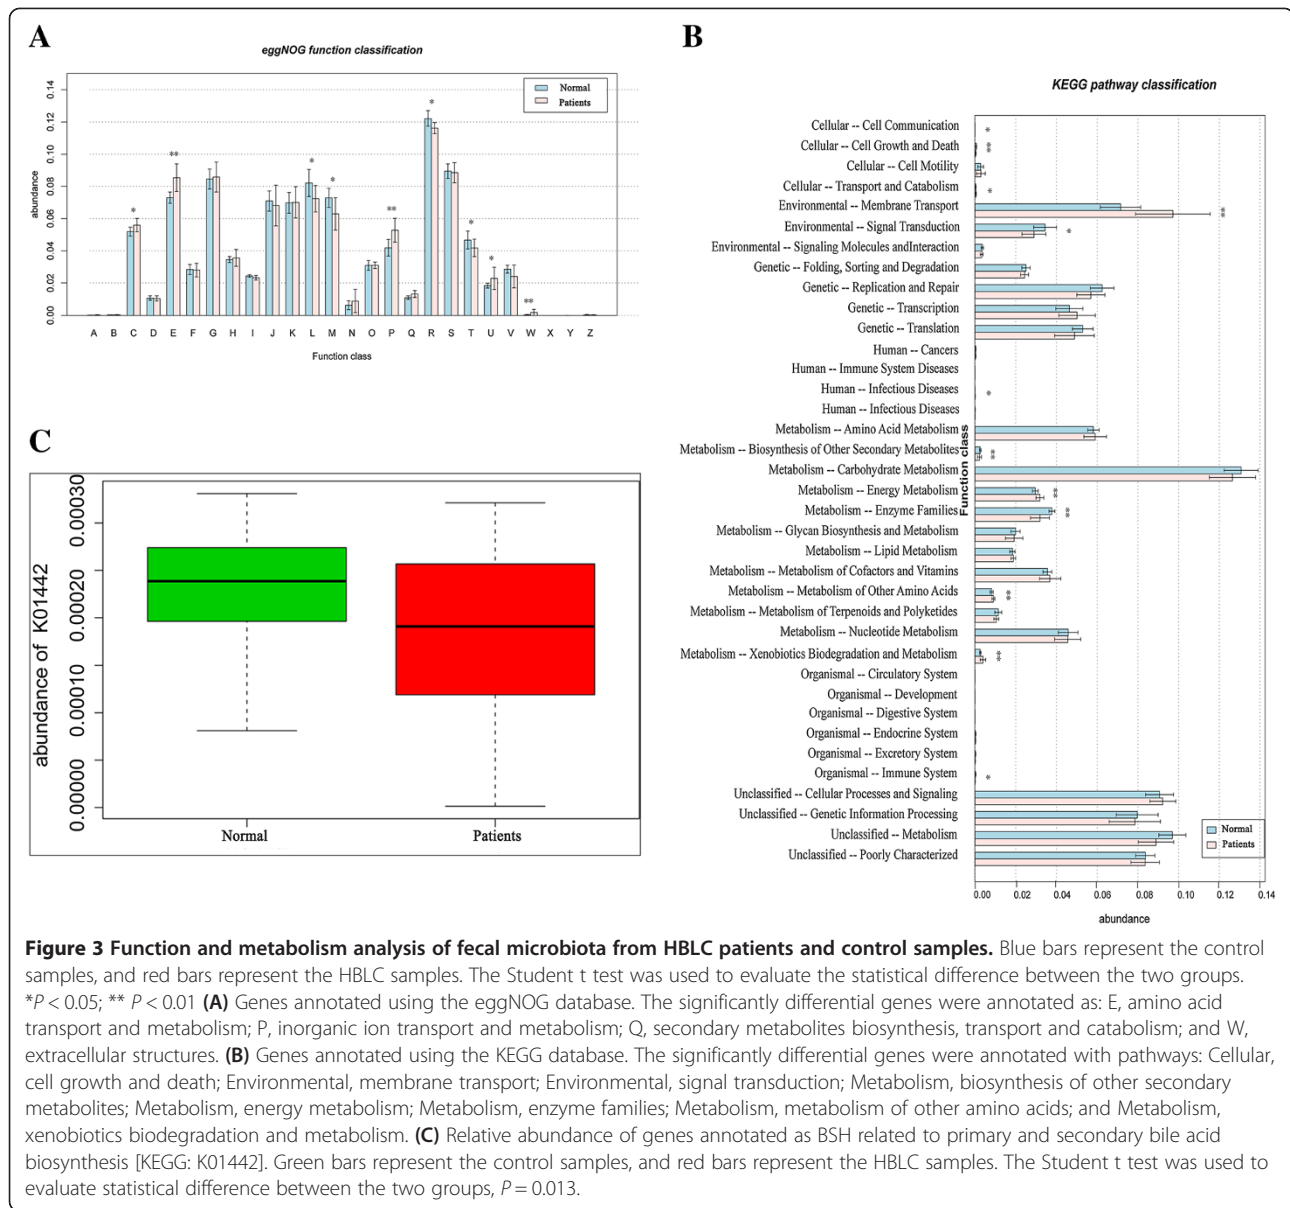 A
eggNOG function classification
abundance
0.14
0.12
0.10
0.08
0.06
0.04
0.02
0.00
Normal
Patients
* ** * * ** * * * **
A B C D E F G H I J K L M N O P Q R S T U V W X Y Z
Function class
B
KEGG pathway classification
Cellular -- Cell Communication *
Cellular -- Cell Growth and Death **
Cellular -- Cell Motility
Cellular -- Transport and Catabolism *
Environmental -- Membrane Transport **
Environmental -- Signal Transduction *
Environmental -- Signaling Molecules andInteraction
Genetic -- Folding, Sorting and Degradation
Genetic -- Replication and Repair
Genetic -- Transcription
Genetic -- Translation
Human -- Cancers
Human -- Immune System Diseases
Human -- Infectious Diseases *
Human -- Infectious Diseases
Metabolism -- Amino Acid Metabolism
Metabolism -- Biosynthesis of Other Secondary Metabolites **
Metabolism -- Carbohydrate Metabolism
Metabolism -- Energy Metabolism **
Metabolism -- Enzyme Families **
Metabolism -- Glycan Biosynthesis and Metabolism
Metabolism -- Lipid Metabolism
Metabolism -- Metabolism of Cofactors and Vitamins
Metabolism -- Metabolism of Other Amino Acids **
Metabolism -- Metabolism of Terpenoids and Polyketides
Metabolism -- Nucleotide Metabolism
Metabolism -- Xenobiotics Biodegradation and Metabolism **
Organismal -- Circulatory System
Organismal -- Development
Organismal -- Digestive System
Organismal -- Endocrine System
Organismal -- Excretory System
Organismal -- Immune System *
Unclassified -- Cellular Processes and Signaling
Unclassified -- Genetic Information Processing
Unclassified -- Metabolism
Unclassified -- Poorly Characterized
Function class
Normal
Patients
0.00 0.02 0.04 0.06 0.08 0.10 0.12 0.14
abundance
C
abundance of K01442
0.00030
0.00020
0.00010
0.00000
Normal Patients
Figure 3 Function and metabolism analysis of fecal microbiota from HBLC patients and control samples. Blue bars represent the control
samples, and red bars represent the HBLC samples. The Student t test was used to evaluate the statistical difference between the two groups.
*P < 0.05; ** P < 0.01 (A) Genes annotated using the eggNOG database. The significantly differential genes were annotated as: E, amino acid
transport and metabolism; P, inorganic ion transport and metabolism; Q, secondary metabolites biosynthesis, transport and catabolism; and W,
extracellular structures. (B) Genes annotated using the KEGG database. The significantly differential genes were annotated with pathways: Cellular,
cell growth and death; Environmental, membrane transport; Environmental, signal transduction; Metabolism, biosynthesis of other secondary
metabolites; Metabolism, energy metabolism; Metabolism, enzyme families; Metabolism, metabolism of other amino acids; and Metabolism,
xenobiotics biodegradation and metabolism. (C) Relative abundance of genes annotated as BSH related to primary and secondary bile acid
biosynthesis [KEGG: K01442]. Green bars represent the control samples, and red bars represent the HBLC samples. The Student t test was used to
evaluate statistical difference between the two groups, P = 0.013.